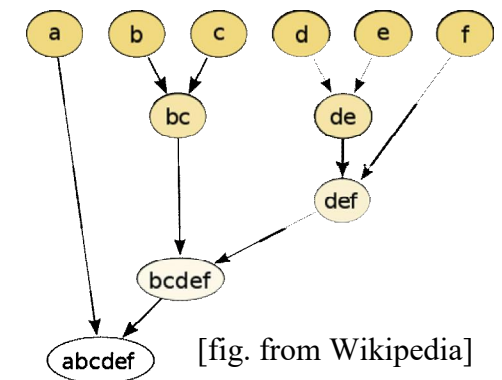 a b c d e f
bc de
def
bcdef
abcdef [fig. from Wikipedia]